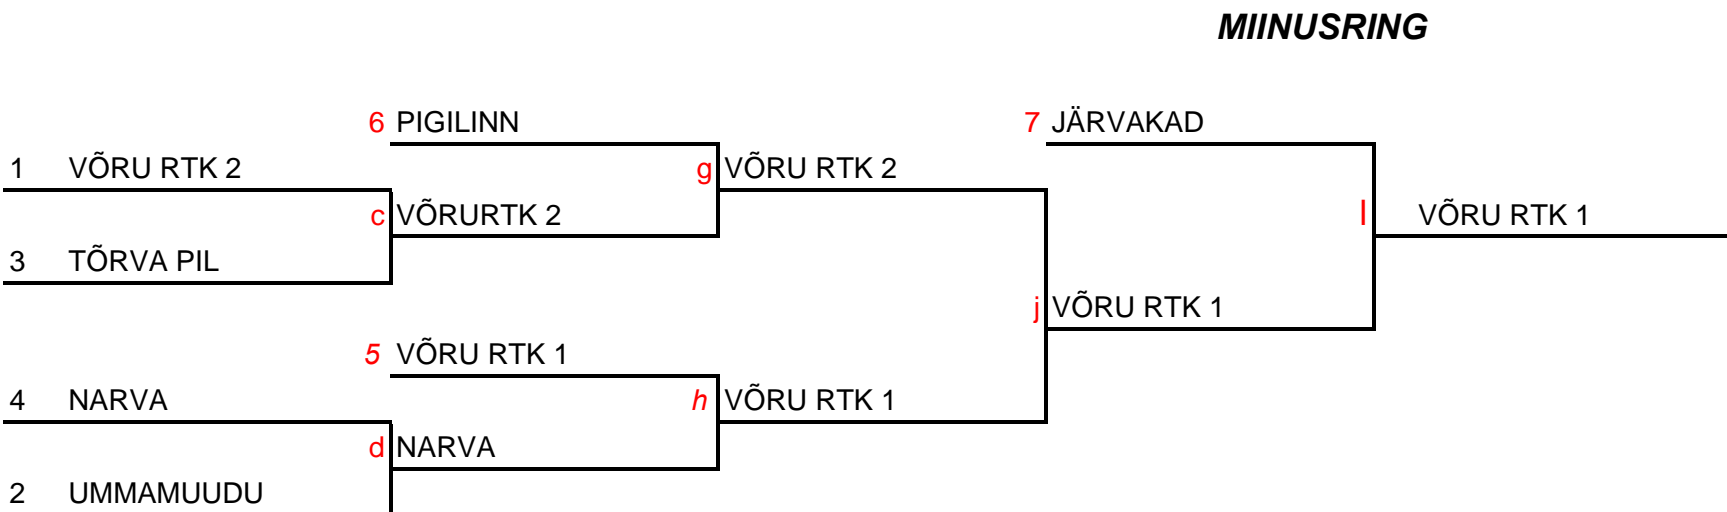 MIINUSRING
6 PIGILINN 7 JÄRVAKAD
1 VÕRU RTK 2 g VÕRU RTK 2
c VÕRURTK 2 l VÕRU RTK 1
3 TÕRVA PIL
j VÕRU RTK 1
5 VÕRU RTK 1
4 NARVA h VÕRU RTK 1
d NARVA
2 UMMAMUUDU